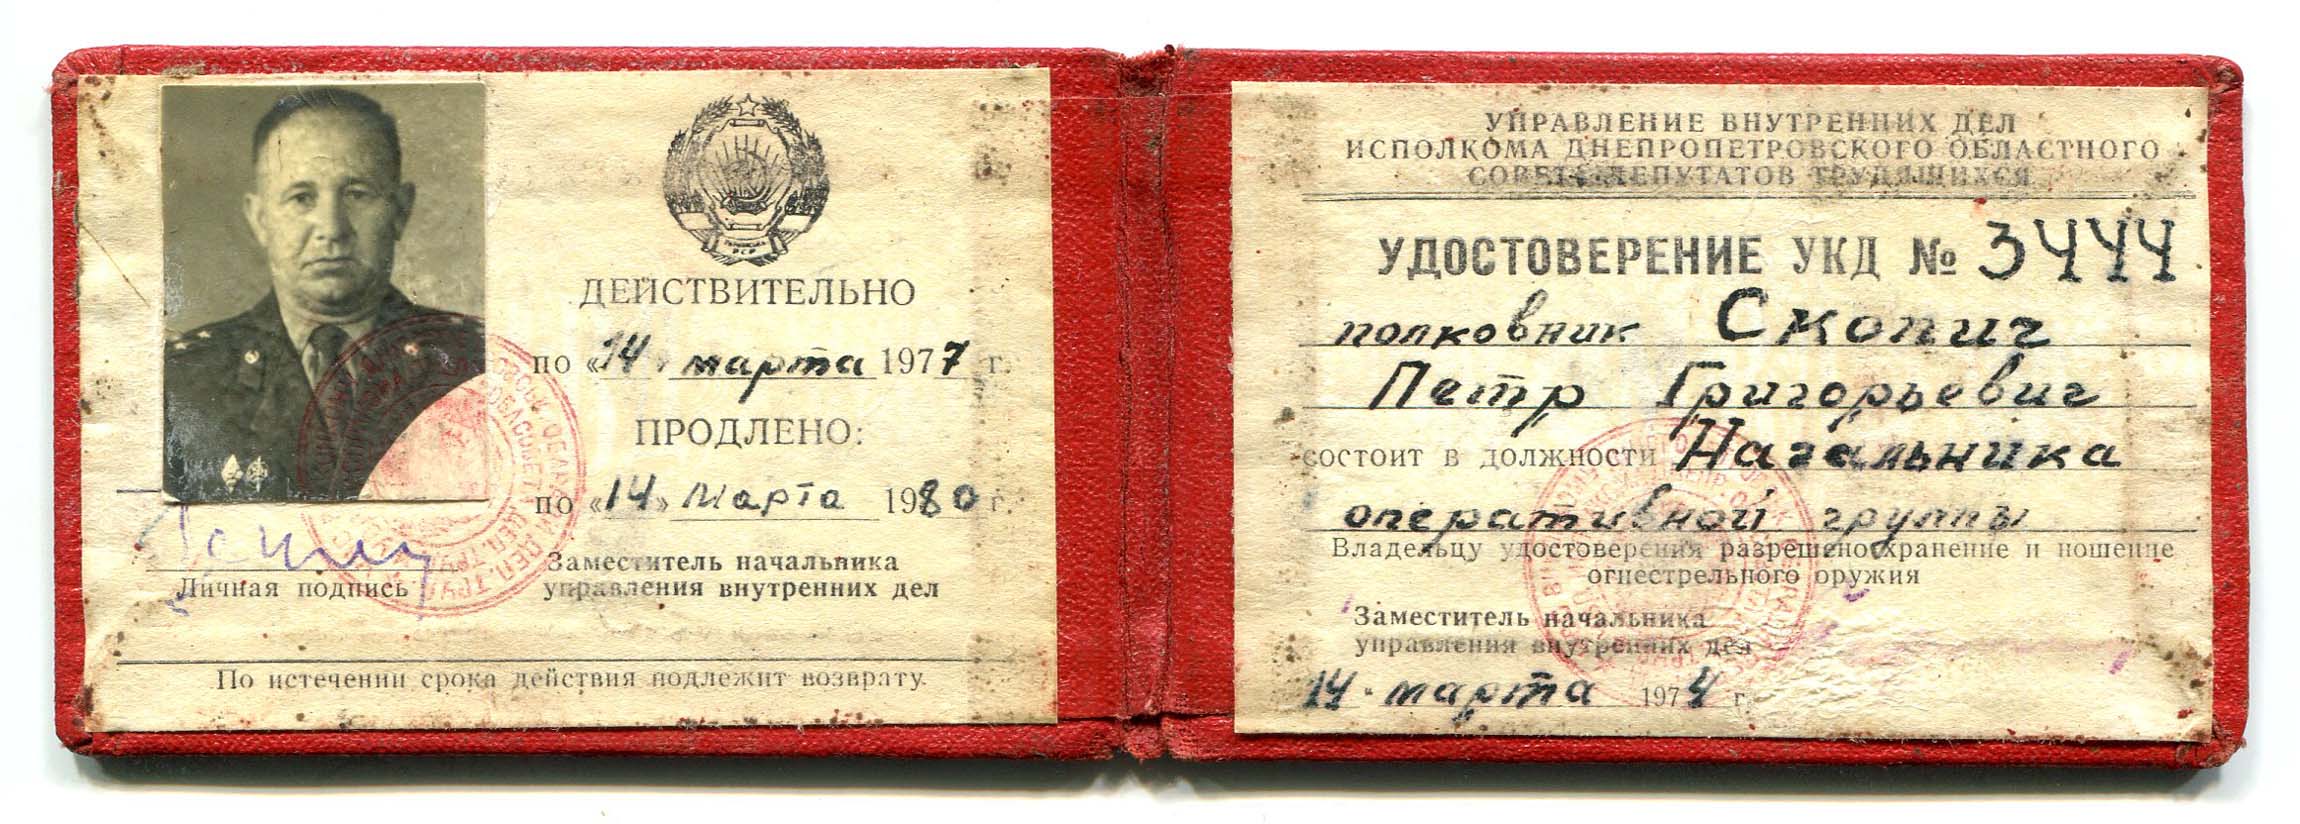 ДЕЙСТВИТЕЛЬНО
по «14» марта 1977 г.
ПРОДЛЕНО:
по «14» марта 1980 г.
Личная подпись
Заместитель начальника
управления внутренних дел
По истечении срока действия подлежит возврату.
УПРАВЛЕНИЕ ВНУТРЕННИХ ДЕЛ
ИСПОЛКОМА ДНЕПРОПЕТРОВСКОГО ОБЛАСТНОГО
СОВЕТА ДЕПУТАТОВ ТРУДЯЩИХСЯ
УДОСТОВЕРЕНИЕ УКД № 3444
полковник Скопич
Петр Григорьевич
состоит в должности Начальника
оперативной группы
Владельцу удостоверения разрешено хранение и ношение
огнестрельного оружия
Заместитель начальника
управления внутренних дел
14 марта 1974 г.